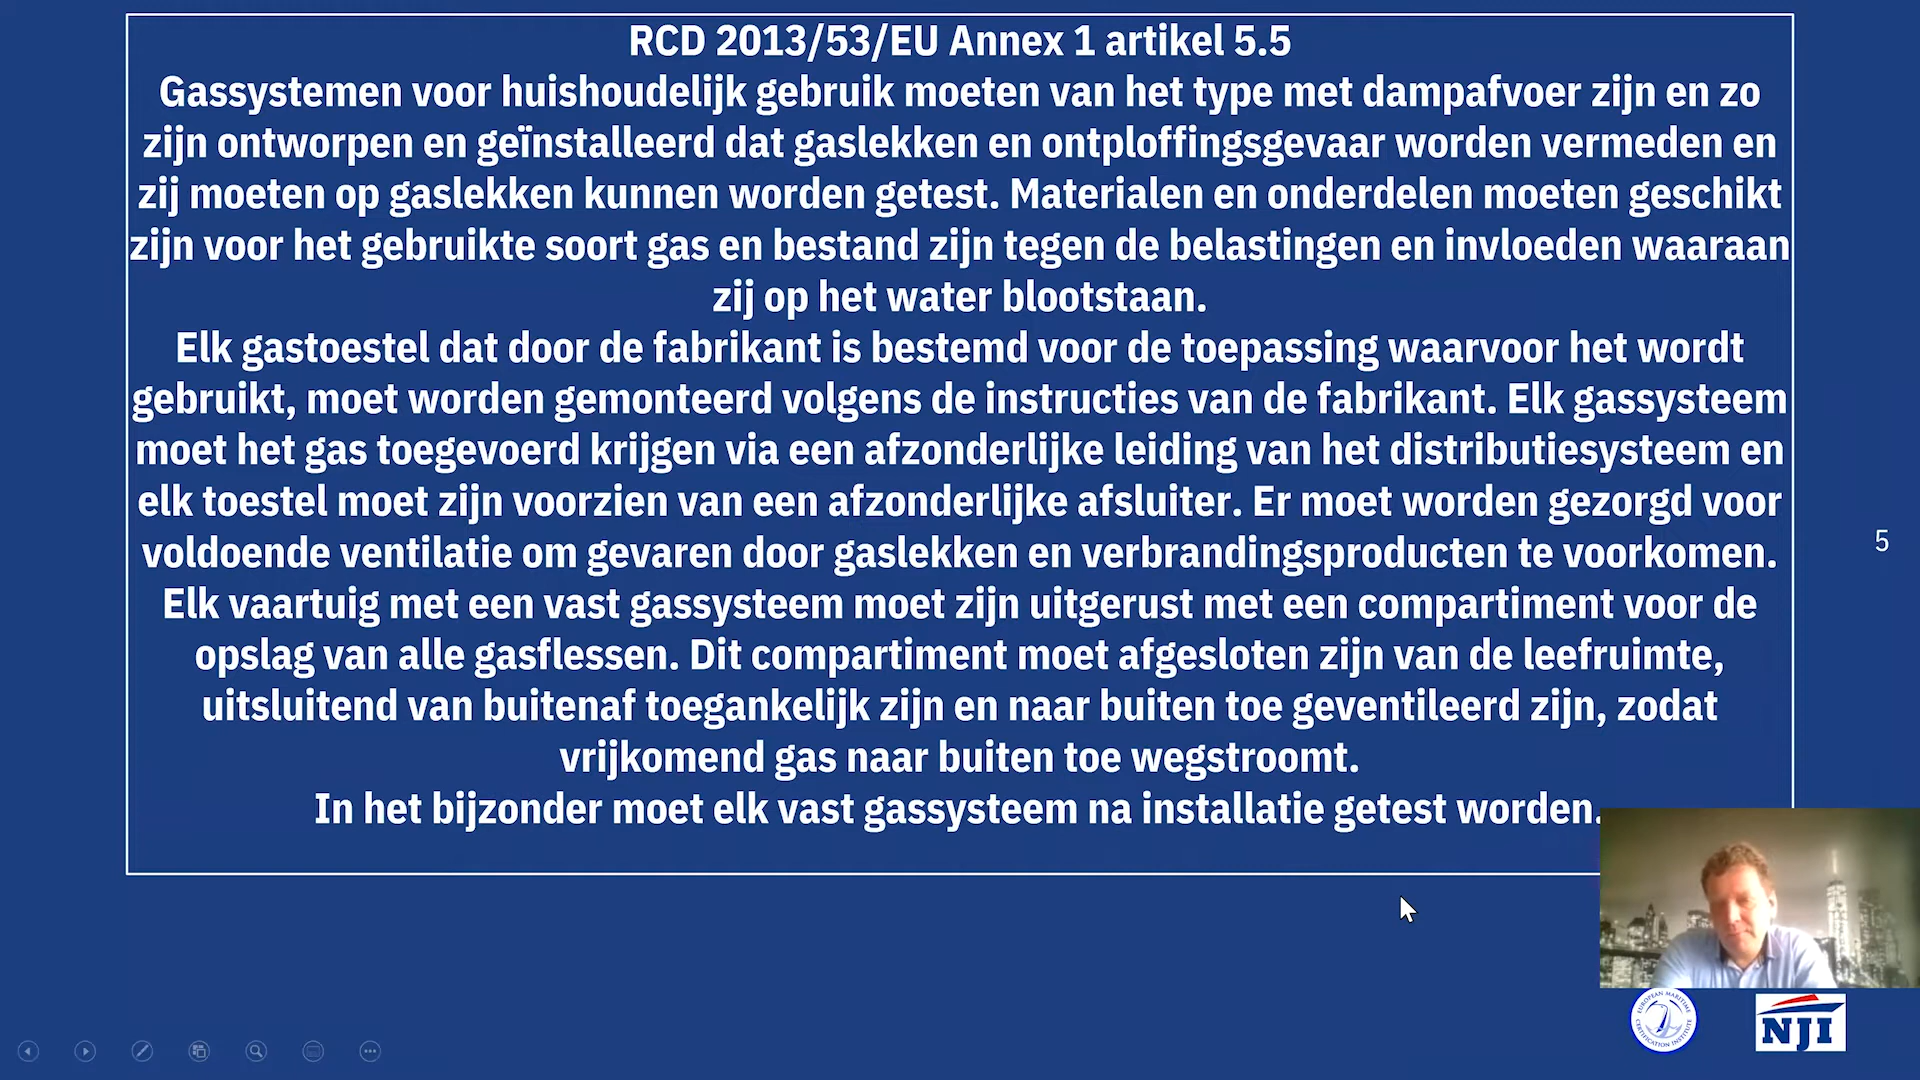 RCD 2013/53/EU Annex 1 artikel 5.5
Gassystemen voor huishoudelijk gebruik moeten van het type met dampafvoer zijn en zo
zijn ontworpen en geïnstalleerd dat gaslekken en ontploffingsgevaar worden vermeden en
zij moeten op gaslekken kunnen worden getest. Materialen en onderdelen moeten geschikt
zijn voor het gebruikte soort gas en bestand zijn tegen de belastingen en invloeden waaraan
zij op het water blootstaan.
Elk gastoestel dat door de fabrikant is bestemd voor de toepassing waarvoor het wordt
gebruikt, moet worden gemonteerd volgens de instructies van de fabrikant. Elk gassysteem
moet het gas toegevoerd krijgen via een afzonderlijke leiding van het distributiesysteem en
elk toestel moet zijn voorzien van een afzonderlijke afsluiter. Er moet worden gezorgd voor
voldoende ventilatie om gevaren door gaslekken en verbrandingsproducten te voorkomen.
Elk vaartuig met een vast gassysteem moet zijn uitgerust met een compartiment voor de
opslag van alle gasflessen. Dit compartiment moet afgesloten zijn van de leefruimte,
uitsluitend van buitenaf toegankelijk zijn en naar buiten toe geventileerd zijn, zodat
vrijkomend gas naar buiten toe wegstroomt.
In het bijzonder moet elk vast gassysteem na installatie getest worden.
5
EUROPEAN MARITIME
CERTIFICATION INSTITUTE
NJI